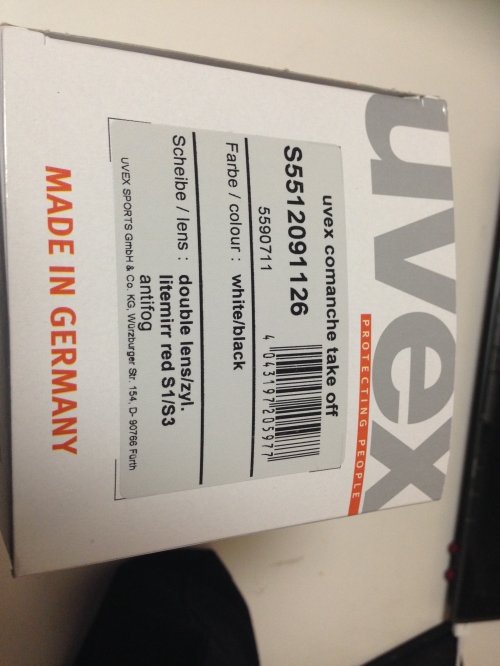 uvex
PROTECTING PEOPLE
uvex comanche take off
S5512091126
5590711
4 043197 205977
Farbe / colour : white/black
Scheibe / lens : double lens/zyl.
litemirr red S1/S3
antifog
UVEX SPORTS GmbH & Co. KG, Würzburger Str. 154, D- 90766 Fürth
MADE IN GERMANY